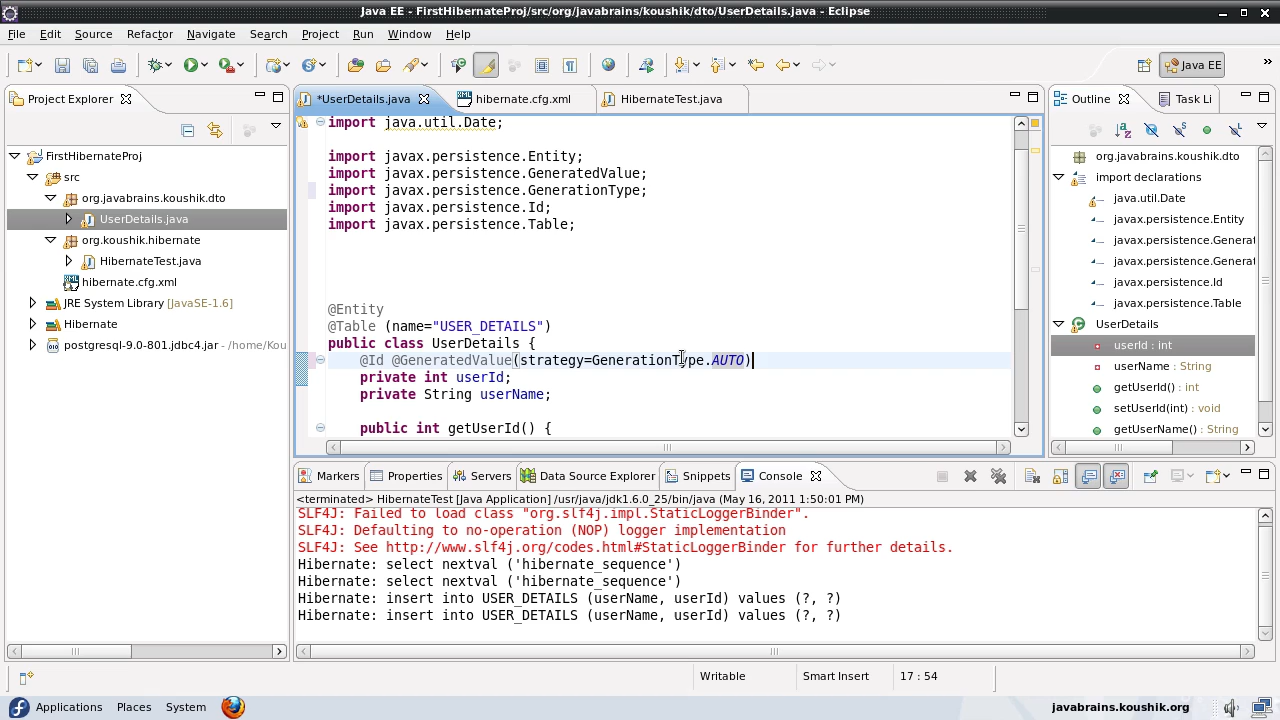 Java EE - FirstHibernateProj/src/org/javabrains/koushik/dto/UserDetails.java - Eclipse
File Edit Source Refactor Navigate Search Project Run Window Help
Java EE
Project Explorer
FirstHibernateProj
src
org.javabrains.koushik.dto
UserDetails.java
org.koushik.hibernate
HibernateTest.java
hibernate.cfg.xml
JRE System Library [JavaSE-1.6]
Hibernate
postgresql-9.0-801.jdbc4.jar - /home/Kou
*UserDetails.java hibernate.cfg.xml HibernateTest.java
import java.util.Date;
import javax.persistence.Entity;
import javax.persistence.GeneratedValue;
import javax.persistence.GenerationType;
import javax.persistence.Id;
import javax.persistence.Table;
@Entity
@Table (name="USER_DETAILS")
public class UserDetails {
@Id @GeneratedValue(strategy=GenerationType.AUTO)
private int userId;
private String userName;
public int getUserId() {
Outline Task Li
org.javabrains.koushik.dto
import declarations
java.util.Date
javax.persistence.Entity
javax.persistence.Generat
javax.persistence.Generat
javax.persistence.Id
javax.persistence.Table
UserDetails
userId : int
userName : String
getUserId() : int
setUserId(int) : void
getUserName() : String
Markers Properties Servers Data Source Explorer Snippets Console
<terminated> HibernateTest [Java Application] /usr/java/jdk1.6.0_25/bin/java (May 16, 2011 1:50:01 PM)
SLF4J: Failed to load class "org.slf4j.impl.StaticLoggerBinder".
SLF4J: Defaulting to no-operation (NOP) logger implementation
SLF4J: See http://www.slf4j.org/codes.html#StaticLoggerBinder for further details.
Hibernate: select nextval ('hibernate_sequence')
Hibernate: select nextval ('hibernate_sequence')
Hibernate: insert into USER_DETAILS (userName, userId) values (?, ?)
Hibernate: insert into USER_DETAILS (userName, userId) values (?, ?)
Writable Smart Insert 17 : 54
Applications Places System javabrains.koushik.org